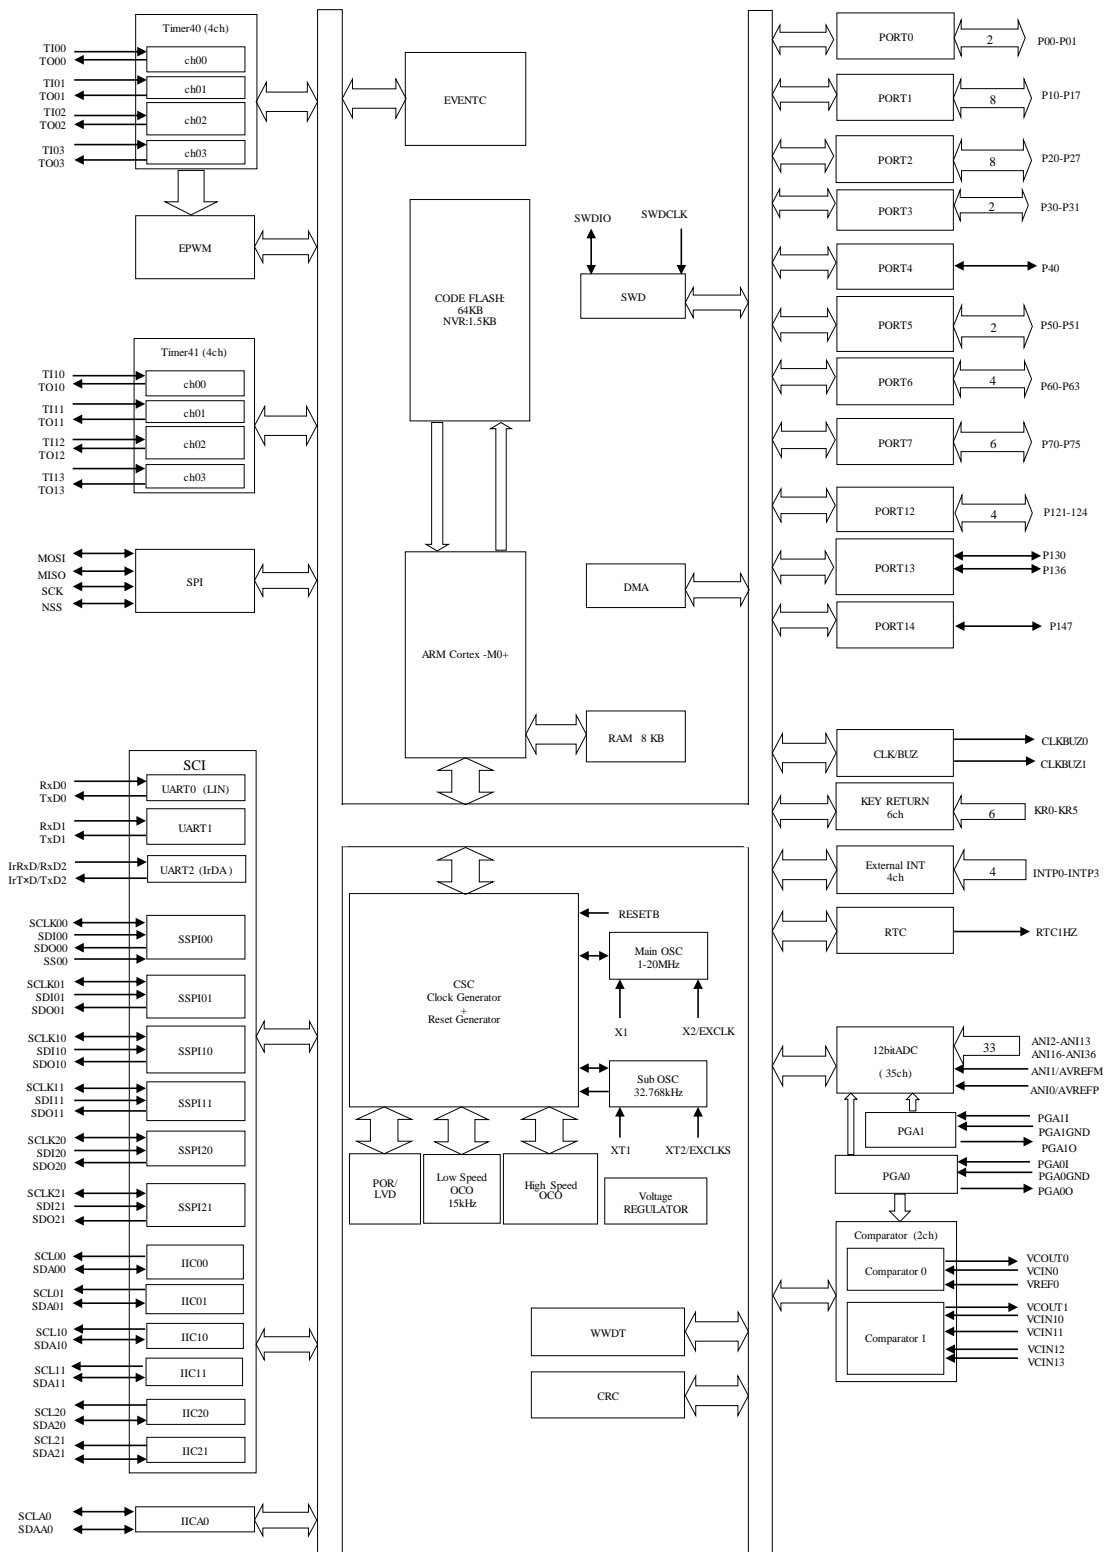 Timer40 (4ch)
TI00
TO00
ch00
TI01
TO01
ch01
TI02
TO02
ch02
TI03
TO03
ch03
EPWM
Timer41 (4ch)
TI10
TO10
ch00
TI11
TO11
ch01
TI12
TO12
ch02
TI13
TO13
ch03
MOSI
MISO
SCK
NSS
SPI
SCI
RxD0
TxD0
UART0 (LIN)
RxD1
TxD1
UART1
IrRxD/RxD2
IrT×D/TxD2
UART2 (IrDA )
SCLK00
SDI00
SDO00
SS00
SSPI00
SCLK01
SDI01
SDO01
SSPI01
SCLK10
SDI10
SDO10
SSPI10
SCLK11
SDI11
SDO11
SSPI11
SCLK20
SDI20
SDO20
SSPI20
SCLK21
SDI21
SDO21
SSPI21
SCL00
SDA00
IIC00
SCL01
SDA01
IIC01
SCL10
SDA10
IIC10
SCL11
SDA11
IIC11
SCL20
SDA20
IIC20
SCL21
SDA21
IIC21
SCLA0
SDAA0
IICA0
EVENTC
CODE FLASH:
64KB
NVR:1.5KB
SWDIO
SWDCLK
SWD
DMA
ARM Cortex -M0+
RAM 8 KB
CSC
Clock Generator
+
Reset Generator
RESETB
Main OSC
1-20MHz
X1
X2/EXCLK
Sub OSC
32.768kHz
XT1
XT2/EXCLKS
POR/
LVD
Low Speed
OCO
15kHz
High Speed
OCO
Voltage
REGULATOR
WWDT
CRC
PORT0
2
P00-P01
PORT1
8
P10-P17
PORT2
8
P20-P27
PORT3
2
P30-P31
PORT4
P40
PORT5
2
P50-P51
PORT6
4
P60-P63
PORT7
6
P70-P75
PORT12
4
P121-124
PORT13
P130
P136
PORT14
P147
CLK/BUZ
CLKBUZ0
CLKBUZ1
KEY RETURN
6ch
6
KR0-KR5
External INT
4ch
4
INTP0-INTP3
RTC
RTC1HZ
12bitADC
( 35ch)
33
ANI2-ANI13
ANI16-ANI36
ANI1/AVREFM
ANI0/AVREFP
PGA1
PGA1I
PGA1GND
PGA1O
PGA0
PGA0I
PGA0GND
PGA0O
Comparator (2ch)
Comparator 0
VCOUT0
VCIN0
VREF0
Comparator 1
VCOUT1
VCIN10
VCIN11
VCIN12
VCIN13